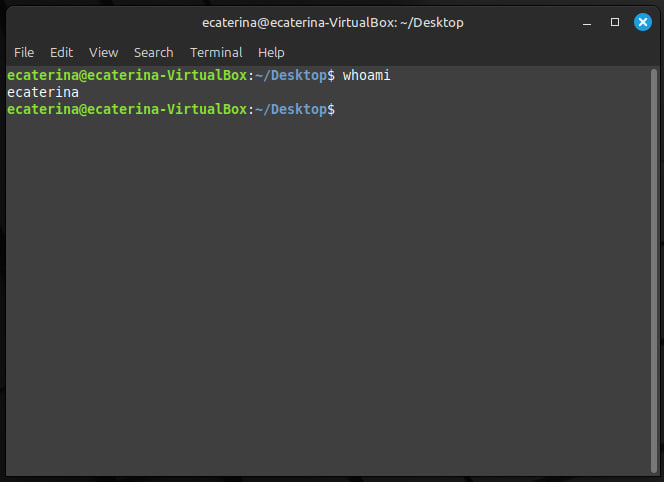 ecaterina@ecaterina-VirtualBox: ~/Desktop
File Edit View Search Terminal Help
ecaterina@ecaterina-VirtualBox:~/Desktop$ whoami
ecaterina
ecaterina@ecaterina-VirtualBox:~/Desktop$